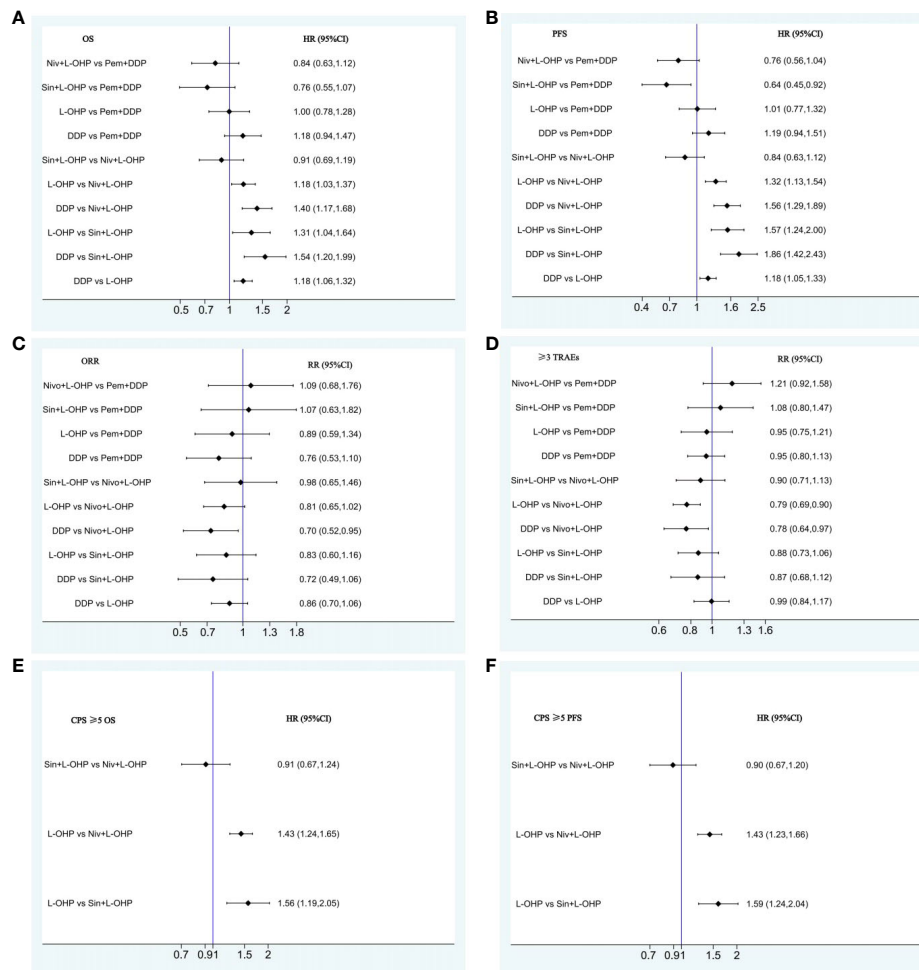 A
OS HR (95%CI)
Niv+L-OHP vs Pem+DDP 0.84 (0.63,1.12)
Sin+L-OHP vs Pem+DDP 0.76 (0.55,1.07)
L-OHP vs Pem+DDP 1.00 (0.78,1.28)
DDP vs Pem+DDP 1.18 (0.94,1.47)
Sin+L-OHP vs Niv+L-OHP 0.91 (0.69,1.19)
L-OHP vs Niv+L-OHP 1.18 (1.03,1.37)
DDP vs Niv+L-OHP 1.40 (1.17,1.68)
L-OHP vs Sin+L-OHP 1.31 (1.04,1.64)
DDP vs Sin+L-OHP 1.54 (1.20,1.99)
DDP vs L-OHP 1.18 (1.06,1.32)
0.5 0.7 1 1.5 2
B
PFS HR (95%CI)
Niv+L-OHP vs Pem+DDP 0.76 (0.56,1.04)
Sin+L-OHP vs Pem+DDP 0.64 (0.45,0.92)
L-OHP vs Pem+DDP 1.01 (0.77,1.32)
DDP vs Pem+DDP 1.19 (0.94,1.51)
Sin+L-OHP vs Niv+L-OHP 0.84 (0.63,1.12)
L-OHP vs Niv+L-OHP 1.32 (1.13,1.54)
DDP vs Niv+L-OHP 1.56 (1.29,1.89)
L-OHP vs Sin+L-OHP 1.57 (1.24,2.00)
DDP vs Sin+L-OHP 1.86 (1.42,2.43)
DDP vs L-OHP 1.18 (1.05,1.33)
0.4 0.7 1 1.6 2.5
C
ORR RR (95%CI)
Nivo+L-OHP vs Pem+DDP 1.09 (0.68,1.76)
Sin+L-OHP vs Pem+DDP 1.07 (0.63,1.82)
L-OHP vs Pem+DDP 0.89 (0.59,1.34)
DDP vs Pem+DDP 0.76 (0.53,1.10)
Sin+L-OHP vs Nivo+L-OHP 0.98 (0.65,1.46)
L-OHP vs Nivo+L-OHP 0.81 (0.65,1.02)
DDP vs Nivo+L-OHP 0.70 (0.52,0.95)
L-OHP vs Sin+L-OHP 0.83 (0.60,1.16)
DDP vs Sin+L-OHP 0.72 (0.49,1.06)
DDP vs L-OHP 0.86 (0.70,1.06)
0.5 0.7 1 1.3 1.8
D
≥3 TRAEs RR (95%CI)
Nivo+L-OHP vs Pem+DDP 1.21 (0.92,1.58)
Sin+L-OHP vs Pem+DDP 1.08 (0.80,1.47)
L-OHP vs Pem+DDP 0.95 (0.75,1.21)
DDP vs Pem+DDP 0.95 (0.80,1.13)
Sin+L-OHP vs Nivo+L-OHP 0.90 (0.71,1.13)
L-OHP vs Nivo+L-OHP 0.79 (0.69,0.90)
DDP vs Nivo+L-OHP 0.78 (0.64,0.97)
L-OHP vs Sin+L-OHP 0.88 (0.73,1.06)
DDP vs Sin+L-OHP 0.87 (0.68,1.12)
DDP vs L-OHP 0.99 (0.84,1.17)
0.6 0.8 1 1.3 1.6
E
CPS ≥5 OS HR (95%CI)
Sin+L-OHP vs Niv+L-OHP 0.91 (0.67,1.24)
L-OHP vs Niv+L-OHP 1.43 (1.24,1.65)
L-OHP vs Sin+L-OHP 1.56 (1.19,2.05)
0.7 0.91 1.5 2
F
CPS ≥5 PFS HR (95%CI)
Sin+L-OHP vs Niv+L-OHP 0.90 (0.67,1.20)
L-OHP vs Niv+L-OHP 1.43 (1.23,1.66)
L-OHP vs Sin+L-OHP 1.59 (1.24,2.04)
0.7 0.91 1.5 2